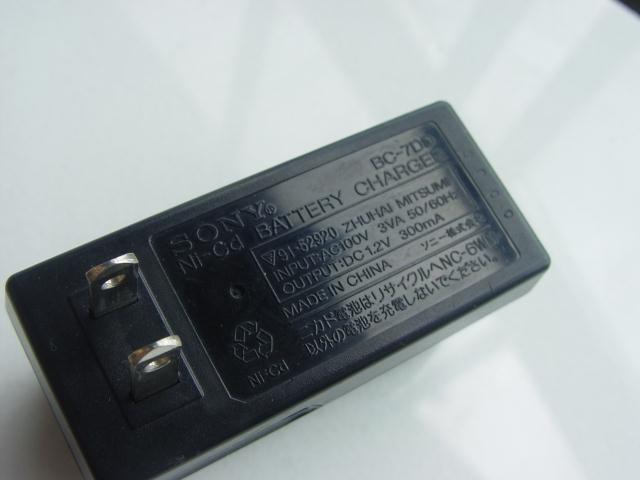 SONY
Ni-Cd BATTERY CHARGER BC-7D
▽91-52920 ZHUHAI MITSUMI
INPUT:AC100V 3VA 50/60Hz
OUTPUT:DC1.2V 300mA
MADE IN CHINA ソニー株式会社
ニカド電池はリサイクルへNC-6W
以外の電池を充電しないでください。
Ni-Cd